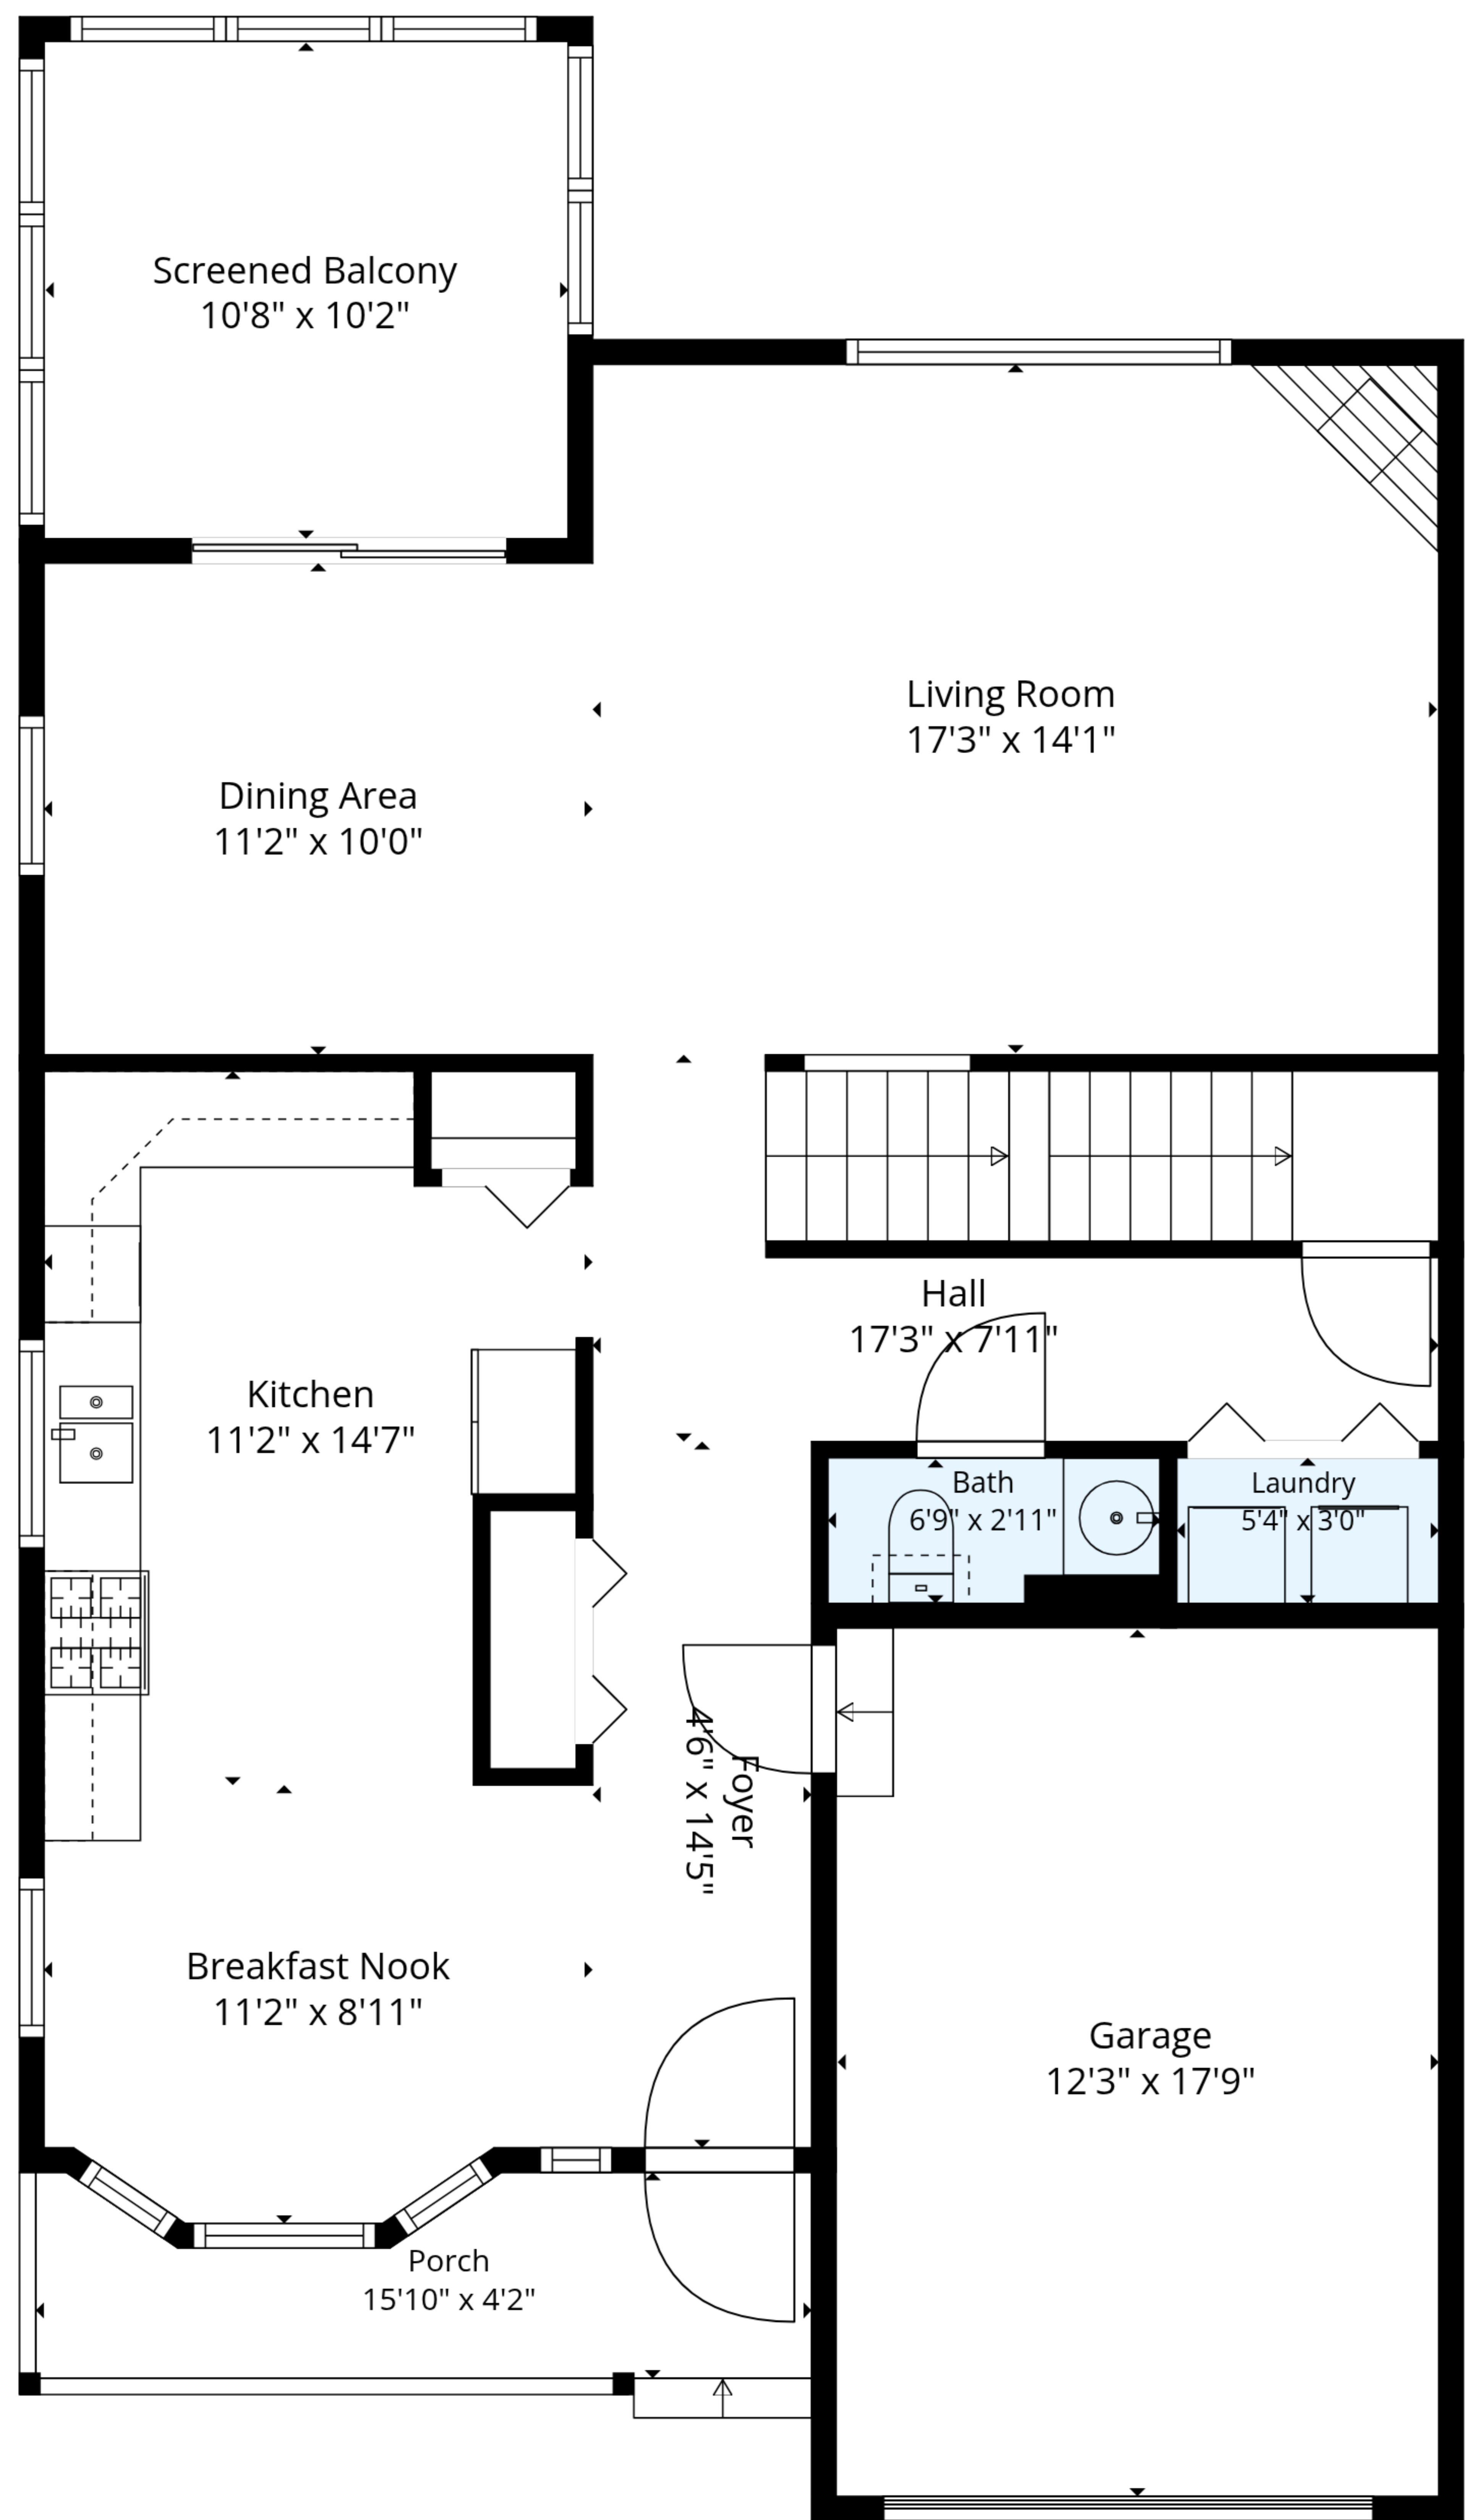 Screened Balcony
10'8" x 10'2"
Living Room
17'3" x 14'1"
Dining Area
11'2" x 10'0"
Hall
17'3" x 7'11"
Kitchen
11'2" x 14'7"
Bath
6'9" x 2'11"
Laundry
5'4" x 3'0"
Foyer
4'6" x 14'5"
Breakfast Nook
11'2" x 8'11"
Garage
12'3" x 17'9"
Porch
15'10" x 4'2"